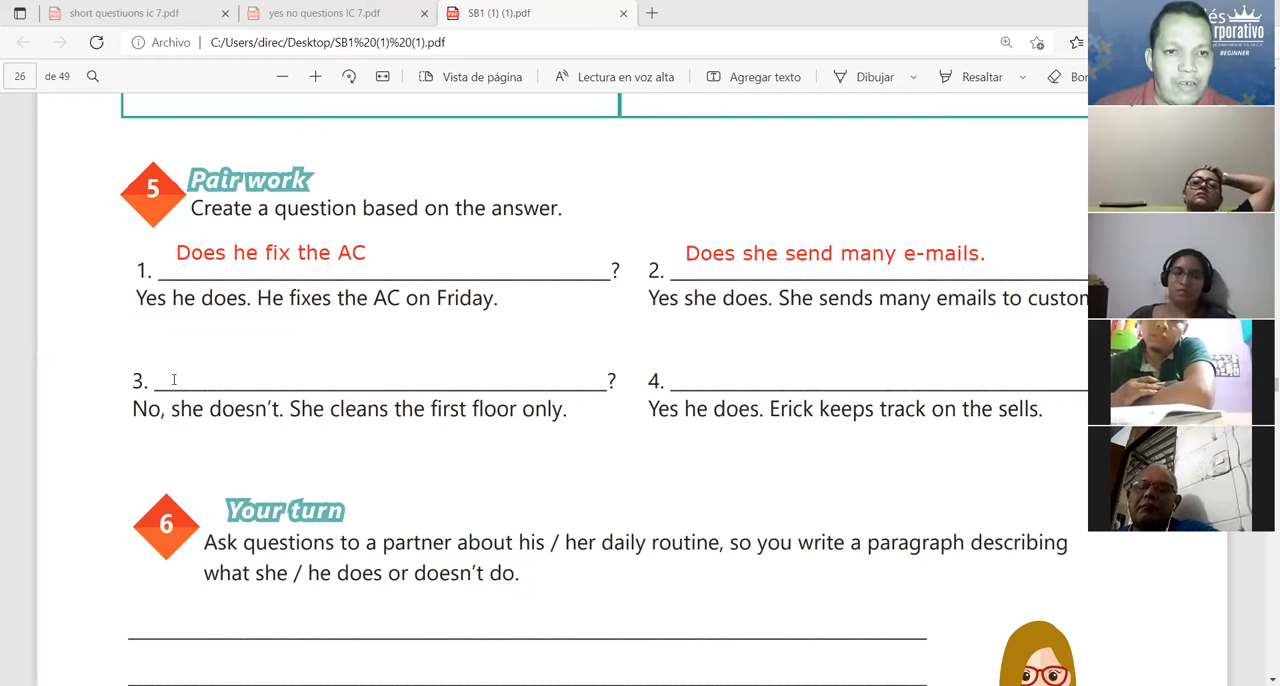 short questiuons ic 7.pdf
yes no questions IC 7.pdf
SB1 (1) (1).pdf
Archivo
C:/Users/direc/Desktop/SB1%20(1)%20(1).pdf
26
de 49
Vista de página
Lectura en voz alta
Agregar texto
Dibujar
Resaltar
Bor
lés
rporativo
BEGINNER
5
Pair work
Create a question based on the answer.
1. Does he fix the AC ?
Yes he does. He fixes the AC on Friday.
2. Does she send many e-mails.
Yes she does. She sends many emails to custom
3. ?
No, she doesn't. She cleans the first floor only.
4.
Yes he does. Erick keeps track on the sells.
6
Your turn
Ask questions to a partner about his / her daily routine, so you write a paragraph describing
what she / he does or doesn't do.